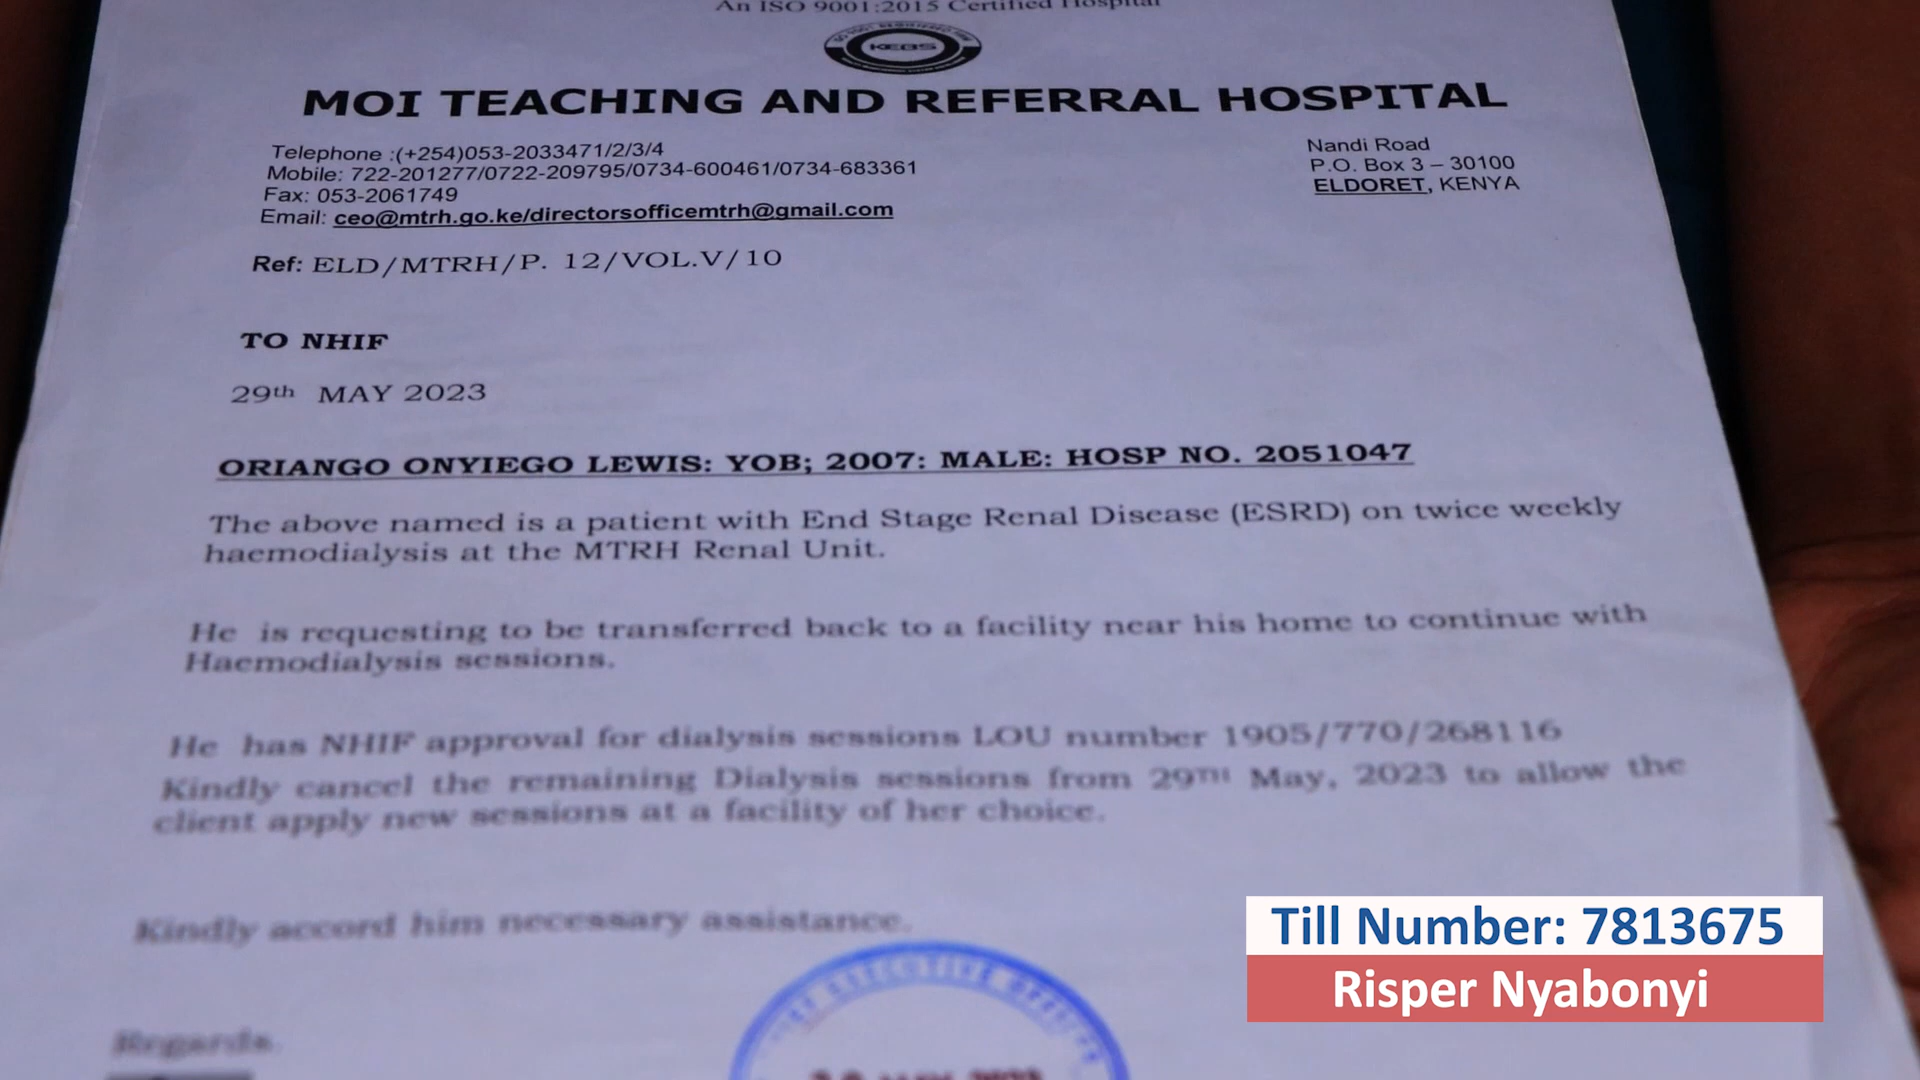 An ISO 9001:2015 Certified Hospital
KEBS
MOI TEACHING AND REFERRAL HOSPITAL
Telephone :(+254)053-2033471/2/3/4
Mobile: 722-201277/0722-209795/0734-600461/0734-683361
Fax: 053-2061749
Email: ceo@mtrh.go.ke/directorsofficemtrh@gmail.com
Nandi Road
P.O. Box 3 – 30100
ELDORET, KENYA
Ref: ELD/MTRH/P. 12/VOL.V/10
TO NHIF
29th MAY 2023
ORIANGO ONYIEGO LEWIS: YOB; 2007: MALE: HOSP NO. 2051047
The above named is a patient with End Stage Renal Disease (ESRD) on twice weekly
haemodialysis at the MTRH Renal Unit.
He is requesting to be transferred back to a facility near his home to continue with
Haemodialysis sessions.
He has NHIF approval for dialysis sessions LOU number 1905/770/268116
Kindly cancel the remaining Dialysis sessions from 29TH May, 2023 to allow the
client apply new sessions at a facility of her choice.
Kindly accord him necessary assistance.
Regards.
EXECUTIVE
MAY 2023
Till Number: 7813675
Risper Nyabonyi